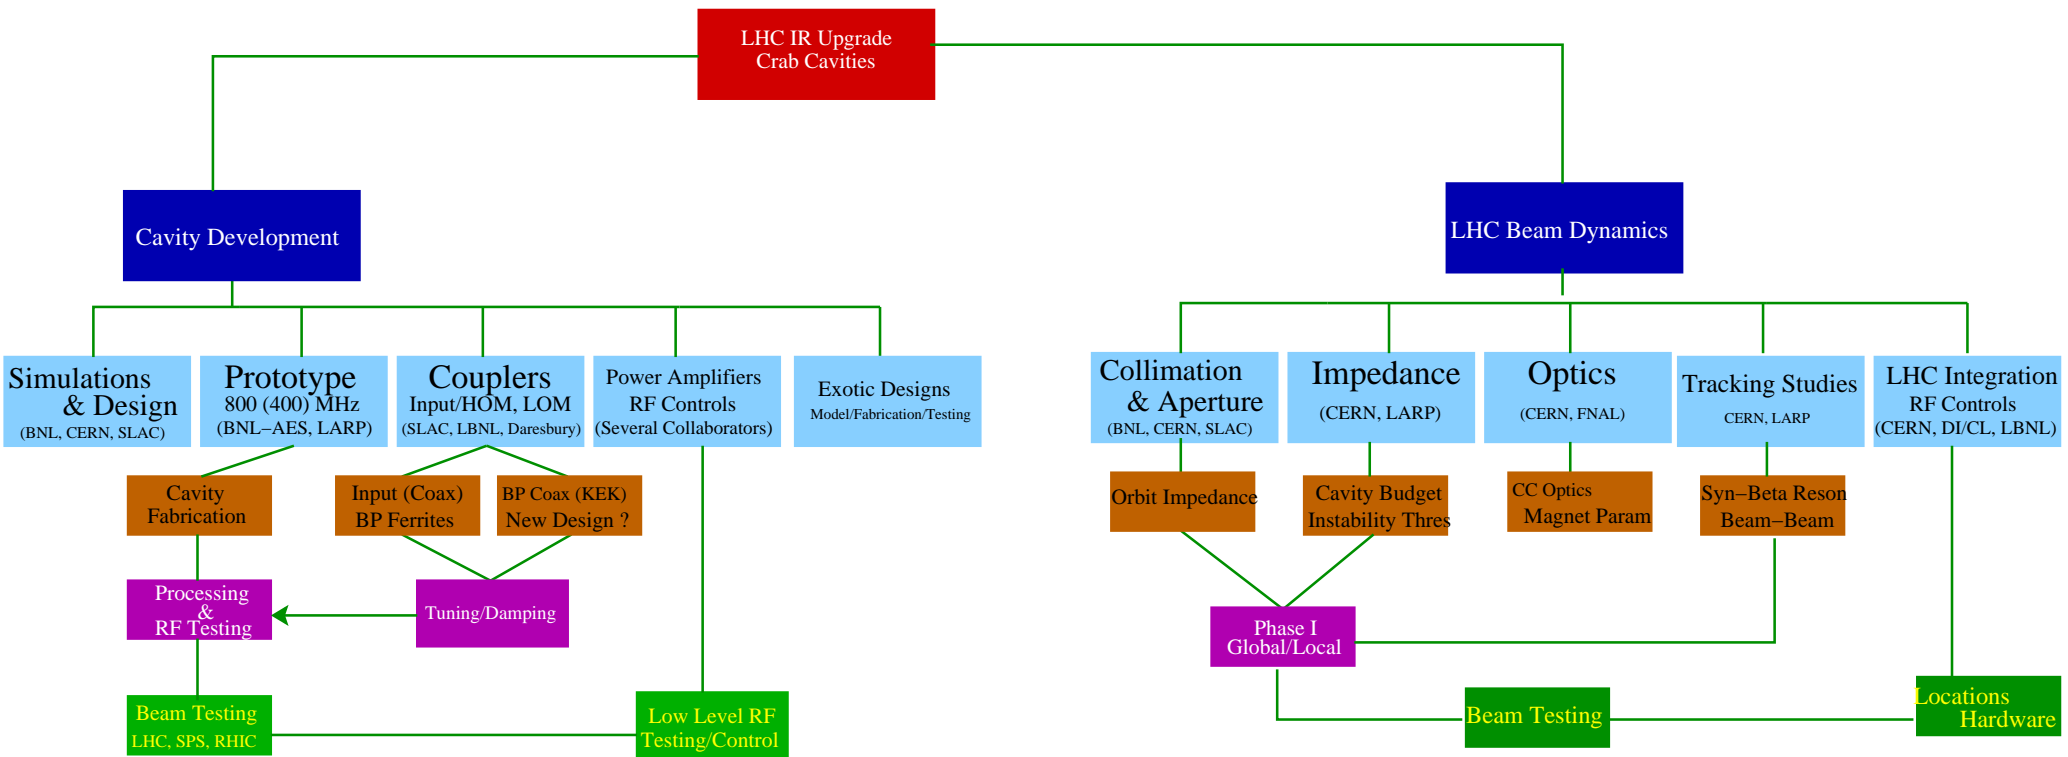 LHC IR Upgrade
Crab Cavities
Cavity Development
LHC Beam Dynamics
Simulations
& Design
(BNL, CERN, SLAC)
Prototype
800 (400) MHz
(BNL−AES, LARP)
Couplers
Input/HOM, LOM
(SLAC, LBNL, Daresbury)
Power Amplifiers
RF Controls
(Several Collaborators)
Exotic Designs
Model/Fabrication/Testing
Collimation
& Aperture
(BNL, CERN, SLAC)
Impedance
(CERN, LARP)
Optics
(CERN, FNAL)
Tracking Studies
CERN, LARP
LHC Integration
RF Controls
(CERN, DI/CL, LBNL)
Cavity
Fabrication
Input (Coax)
BP Ferrites
BP Coax (KEK)
New Design ?
Orbit Impedance
Cavity Budget
Instability Thres
CC Optics
Magnet Param
Syn−Beta Reson
Beam−Beam
Processing
&
RF Testing
Tuning/Damping
Phase I
Global/Local
Beam Testing
LHC, SPS, RHIC
Low Level RF
Testing/Control
Beam Testing
Locations
Hardware